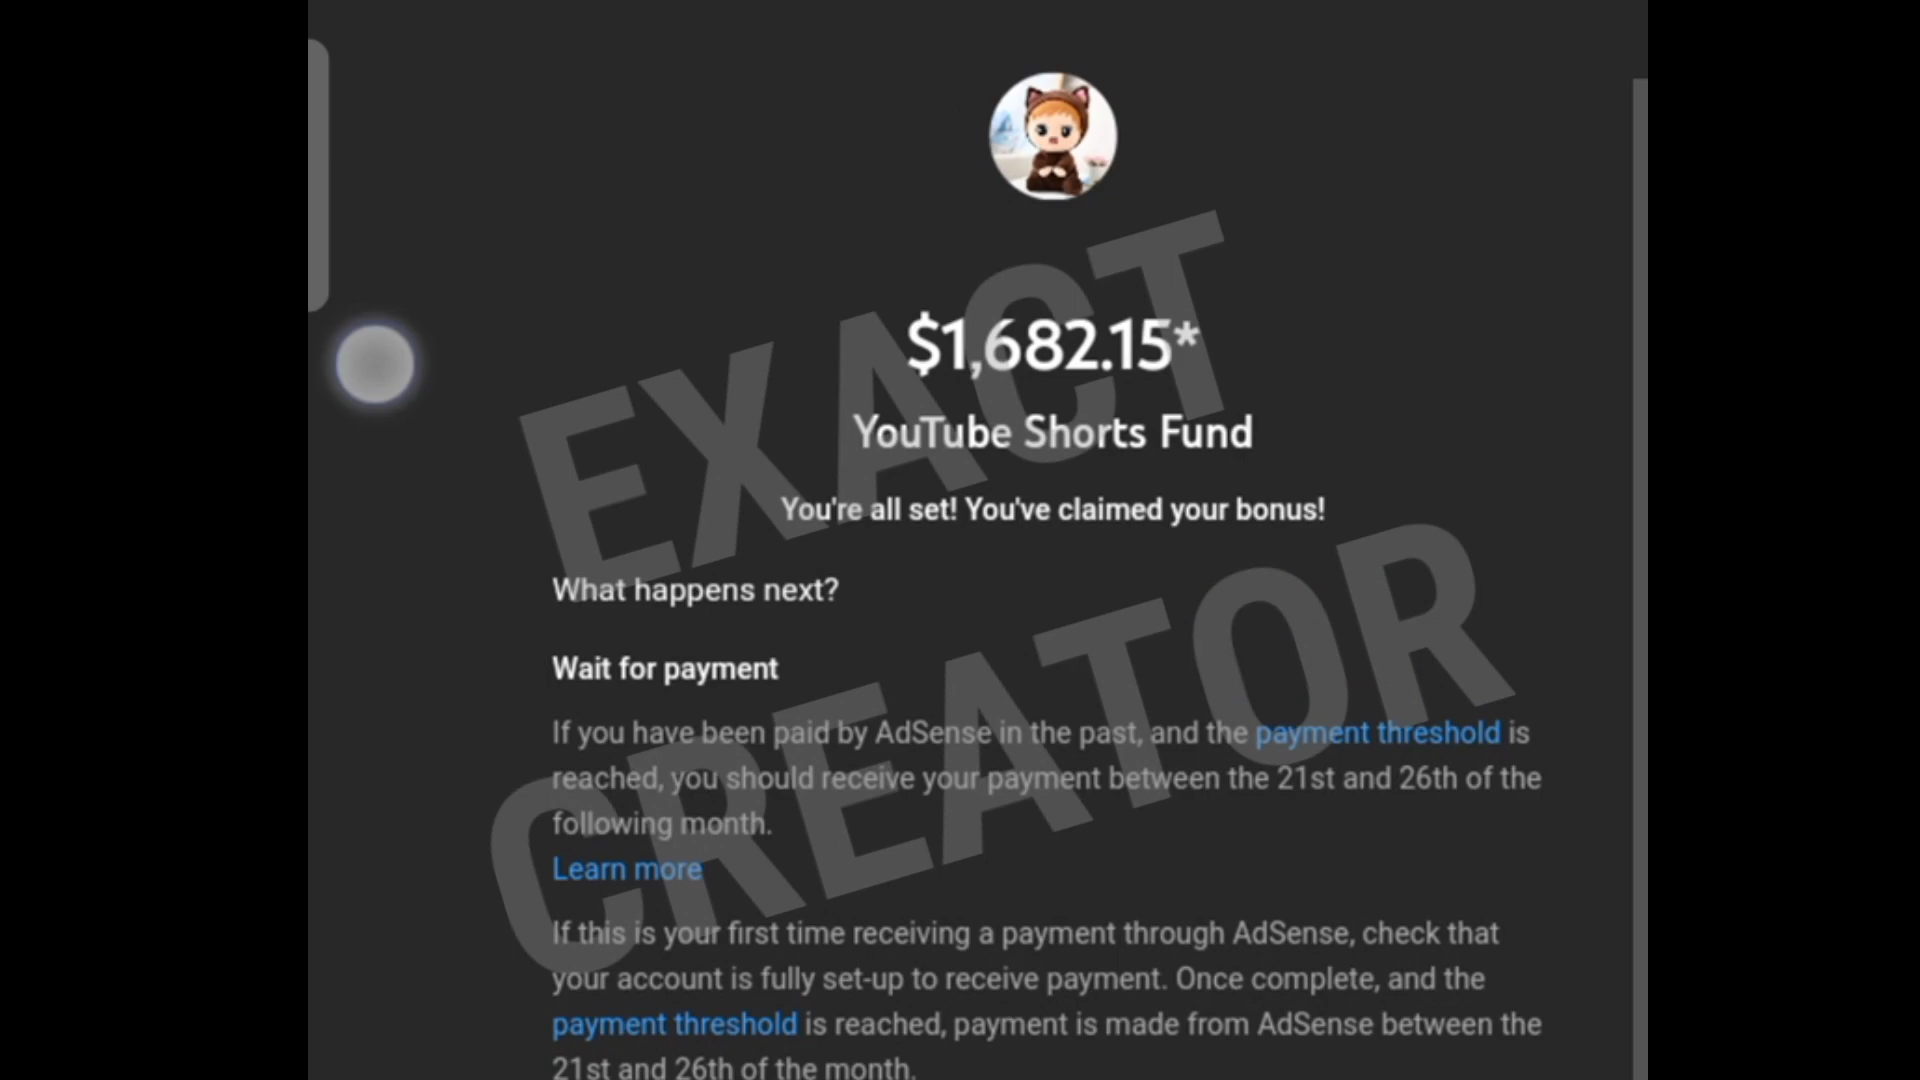 $1,682.15*
YouTube Shorts Fund
You're all set! You've claimed your bonus!
What happens next?
Wait for payment
If you have been paid by AdSense in the past, and the payment threshold is
reached, you should receive your payment between the 21st and 26th of the
following month.
Learn more
If this is your first time receiving a payment through AdSense, check that
your account is fully set-up to receive payment. Once complete, and the
payment threshold is reached, payment is made from AdSense between the
21st and 26th of the month.
EXACT
CREATOR